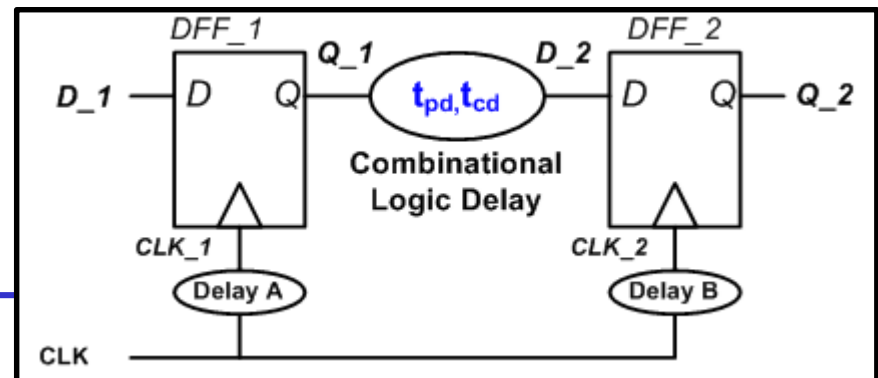 DFF_1 DFF_2
Q_1 D_2
D_1 D Q t_pd,t_cd D Q Q_2
Combinational
Logic Delay
CLK_1 CLK_2
Delay A Delay B
CLK